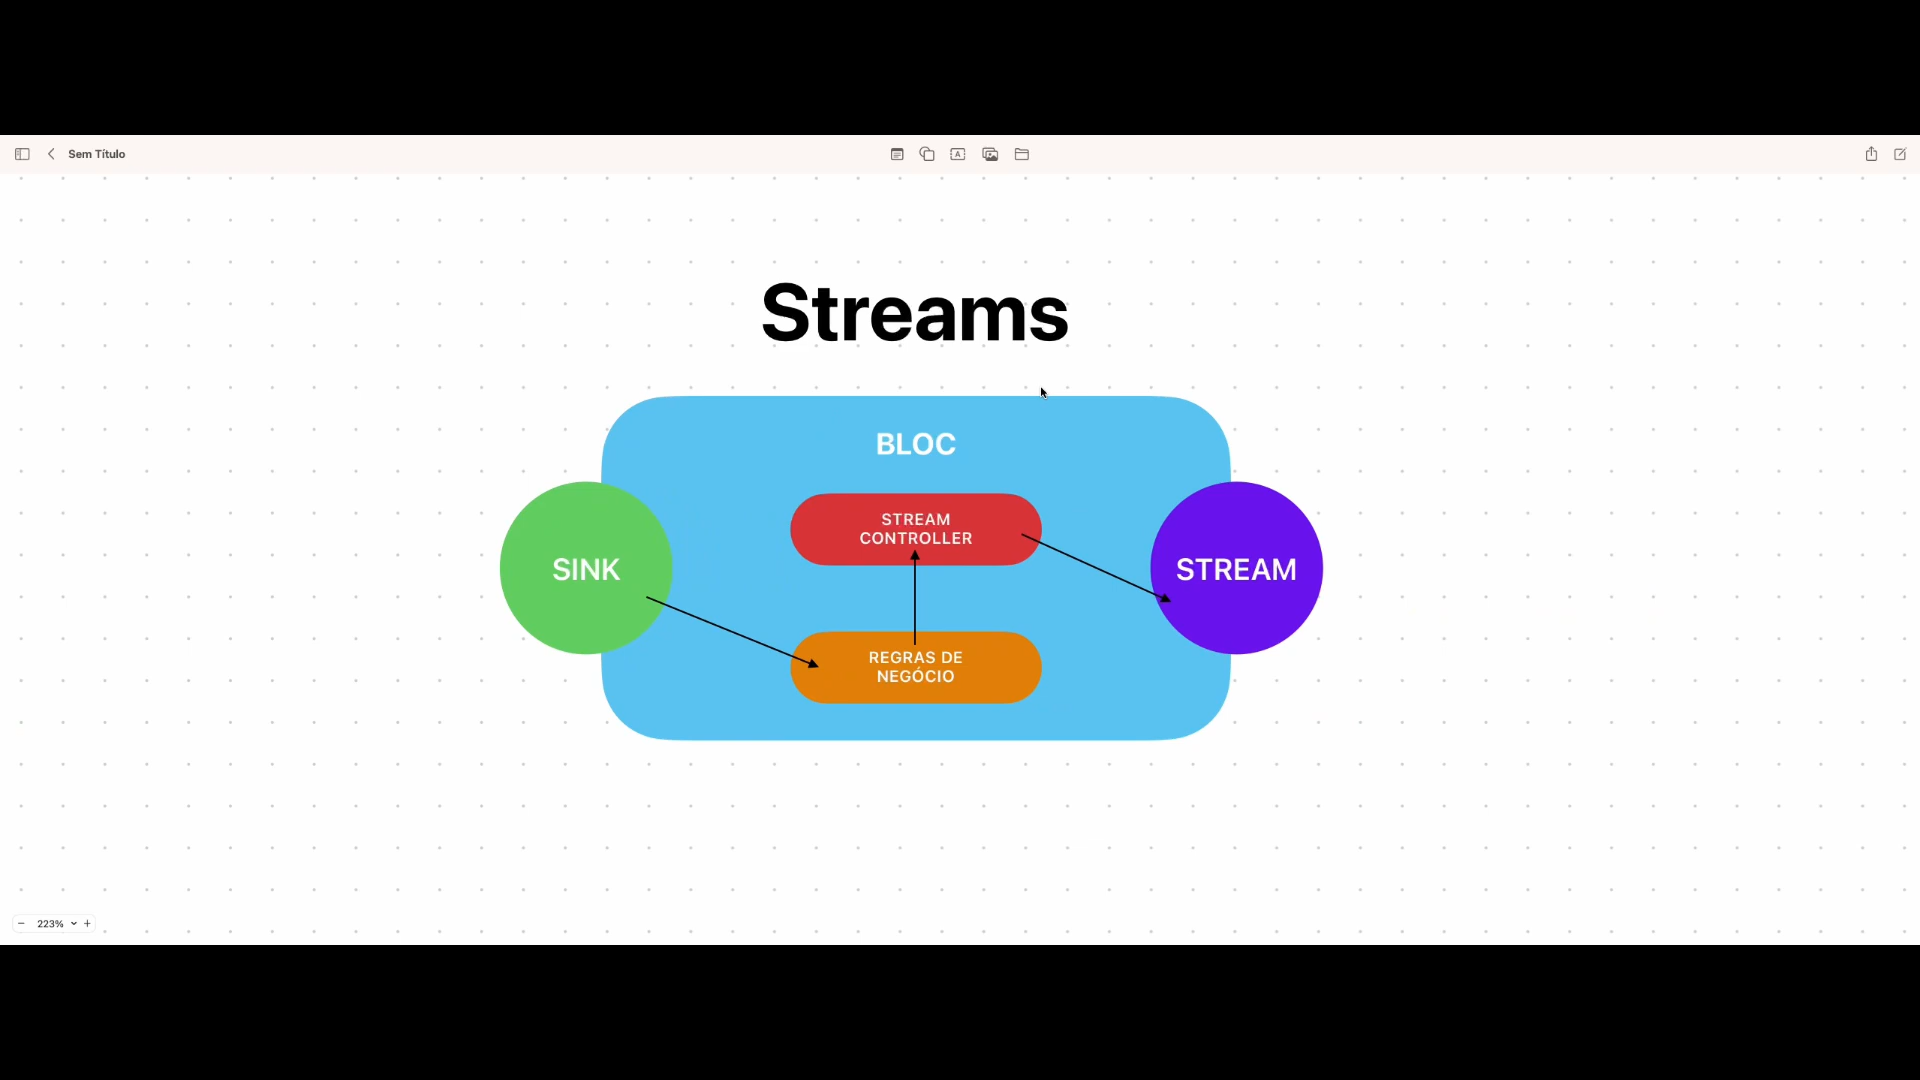 Sem Título
Streams
BLOC
STREAM
CONTROLLER
SINK
STREAM
REGRAS DE
NEGÓCIO
223%